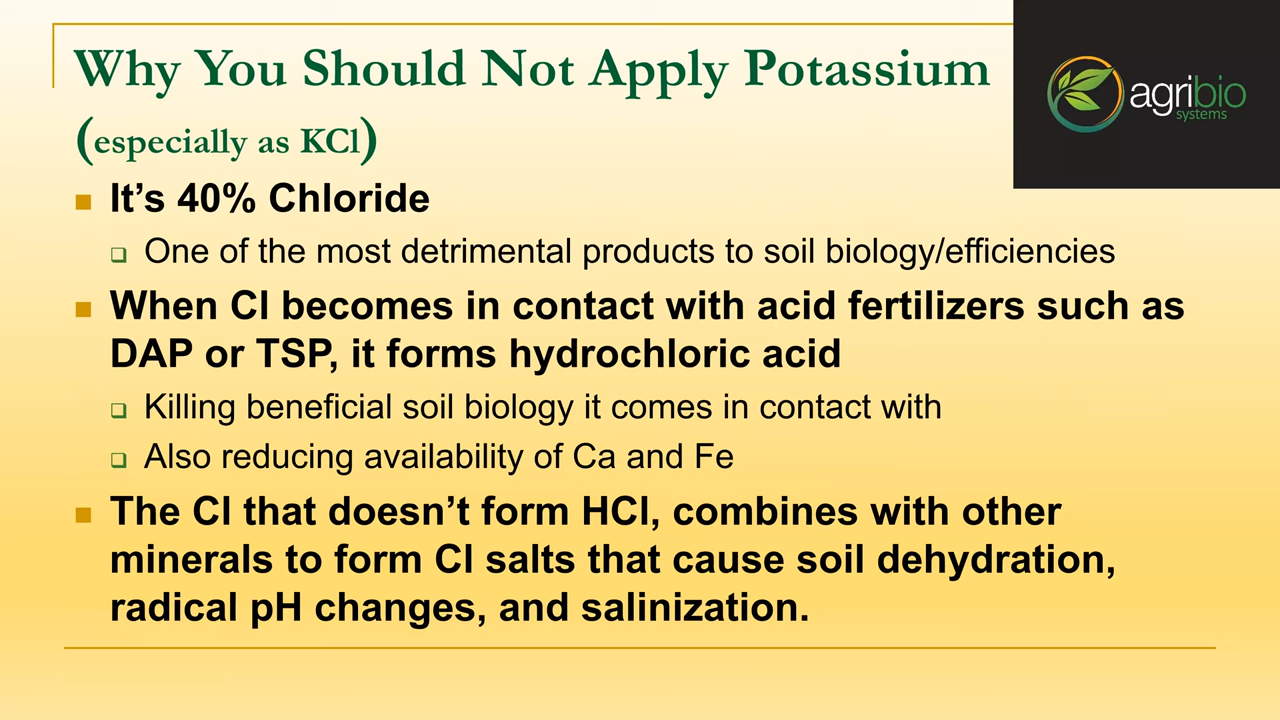 Why You Should Not Apply Potassium
(especially as KCl)
agribio
systems
It’s 40% Chloride
One of the most detrimental products to soil biology/efficiencies
When Cl becomes in contact with acid fertilizers such as
DAP or TSP, it forms hydrochloric acid
Killing beneficial soil biology it comes in contact with
Also reducing availability of Ca and Fe
The Cl that doesn’t form HCl, combines with other
minerals to form Cl salts that cause soil dehydration,
radical pH changes, and salinization.